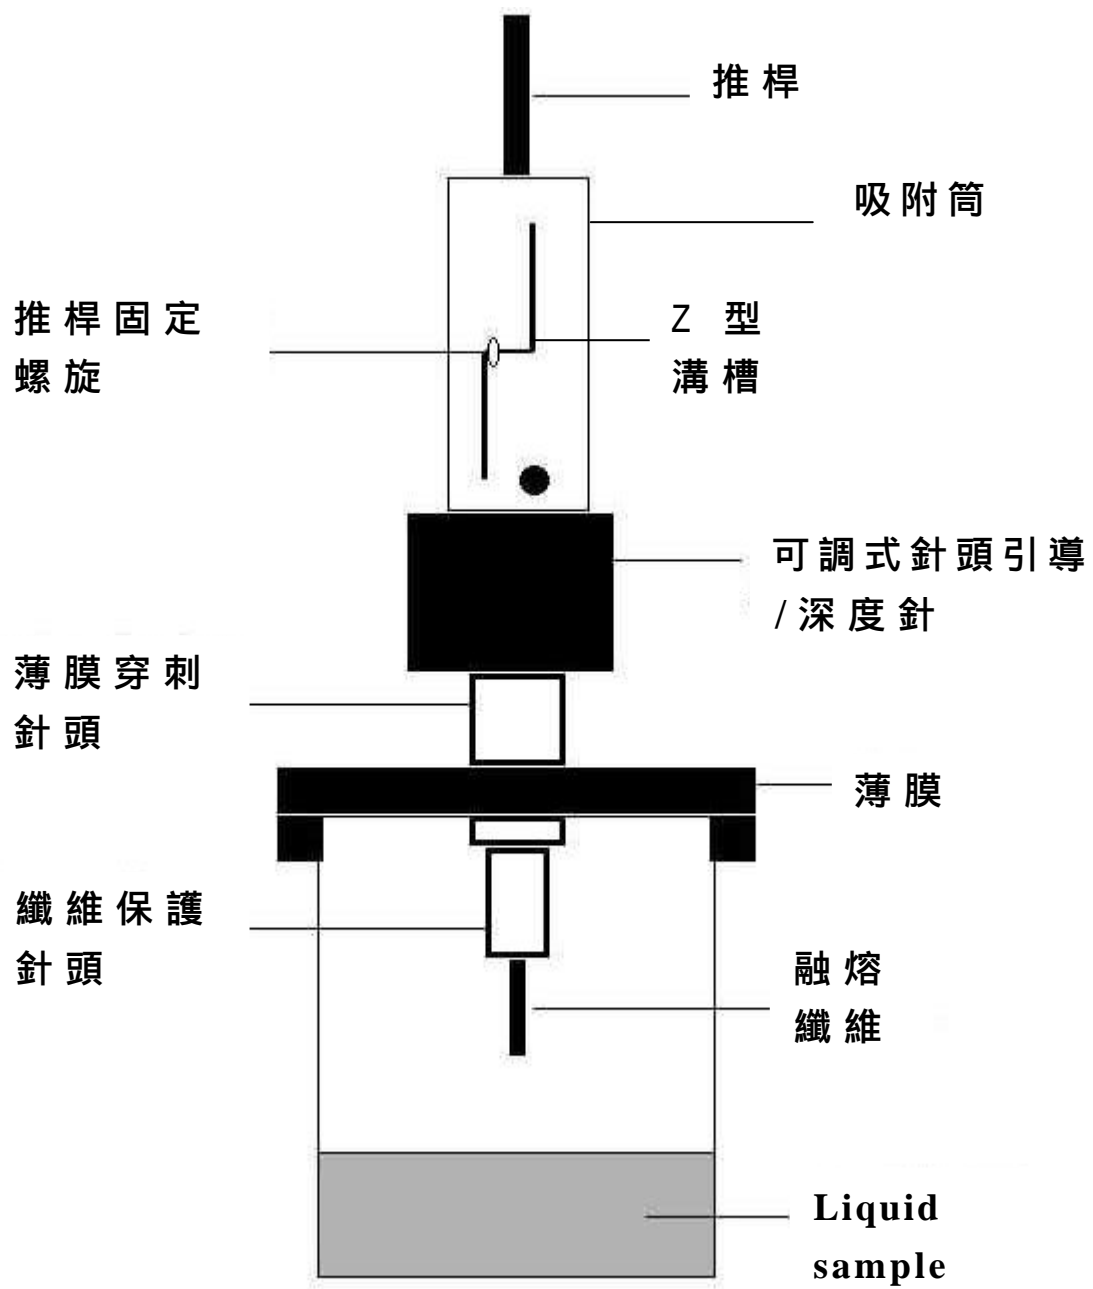 推桿
吸附筒
推桿固定
螺旋
Z 型
溝槽
可調式針頭引導
/深度針
薄膜穿刺
針頭
薄膜
纖維保護
針頭
融熔
纖維
Liquid
sample